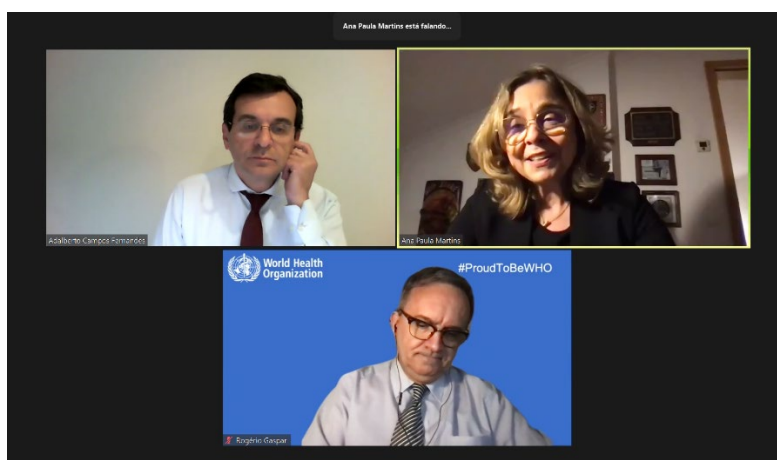 Ana Paula Martins está falando...
Adalberto Campos Fernandes
Ana Paula Martins
World Health
Organization
#ProudToBeWHO
Rogério Gaspar